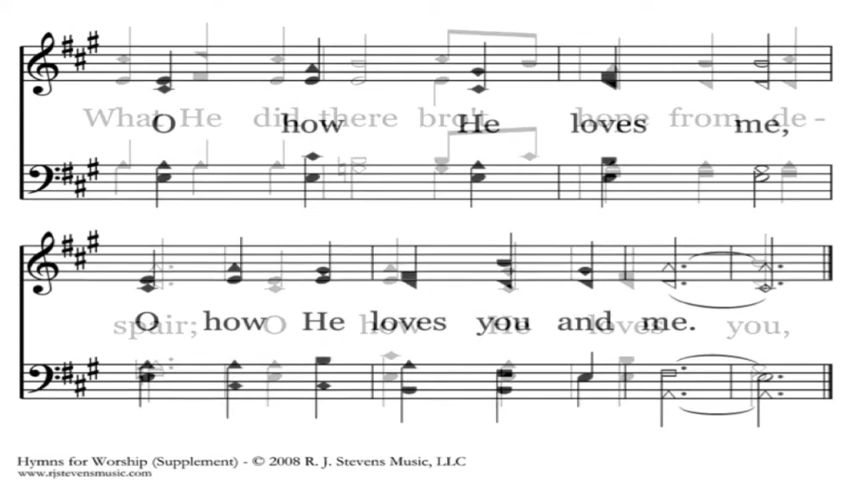 What He did there bro't hope from de-
O how He loves me,
spair; O how He loves you,
O how He loves you and me.
Hymns for Worship (Supplement) - © 2008 R. J. Stevens Music, LLC
www.rjstevensmusic.com